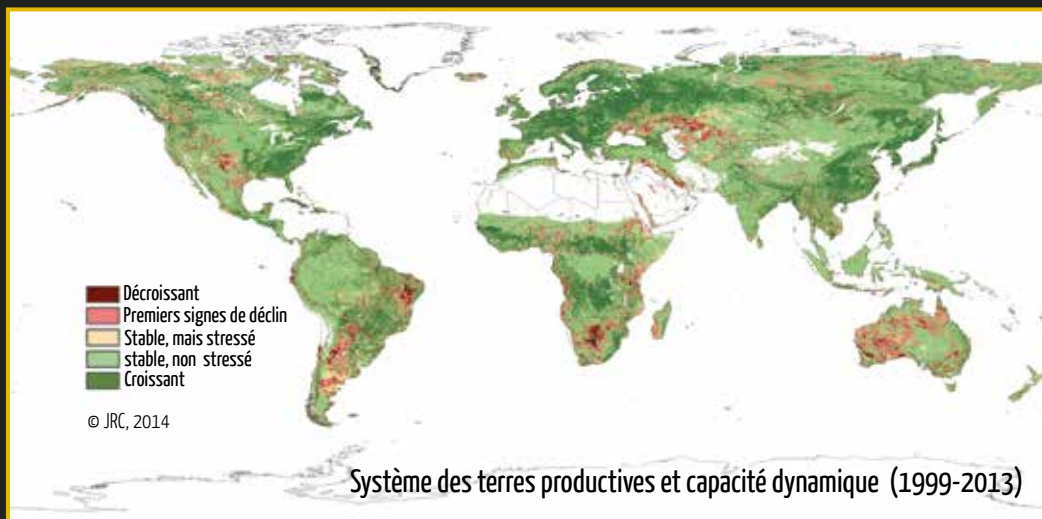 Décroissant
Premiers signes de déclin
Stable, mais stressé
stable, non stressé
Croissant
© JRC, 2014
Système des terres productives et capacité dynamique (1999-2013)